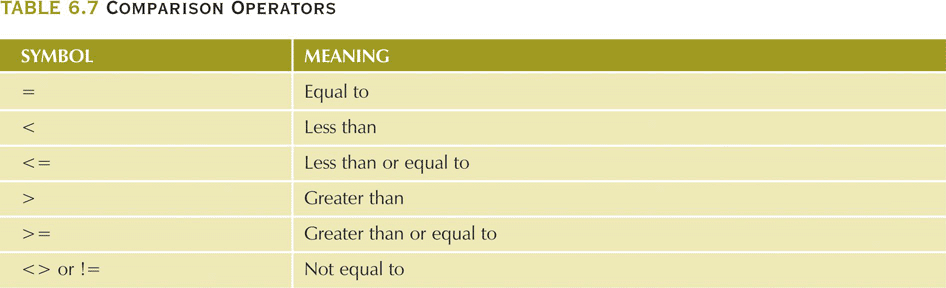 TABLE 6.7 COMPARISON OPERATORS
SYMBOL MEANING
= Equal to
< Less than
<= Less than or equal to
> Greater than
>= Greater than or equal to
<> or != Not equal to